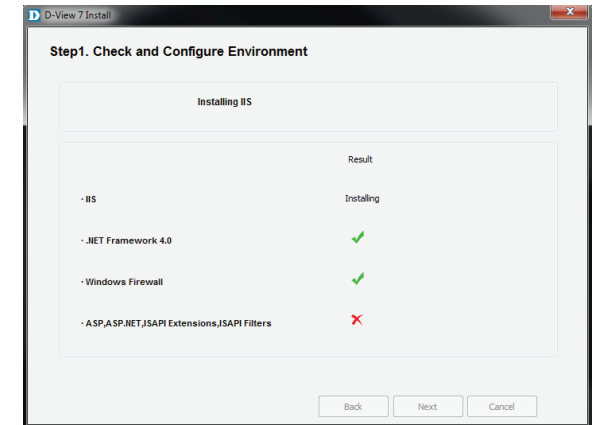 D-View 7 Install
Step1. Check and Configure Environment
Installing IIS
Result
· IIS Installing
· .NET Framework 4.0
· Windows Firewall
· ASP,ASP.NET,ISAPI Extensions,ISAPI Filters
Back Next Cancel